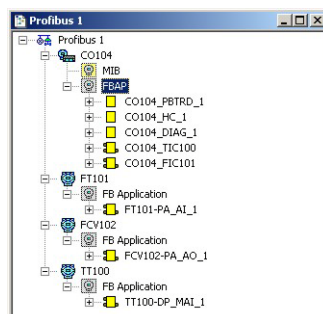 Profibus 1
Profibus 1
CO104
MIB
FBAP
CO104_PBTRD_1
CO104_HC_1
CO104_DIAG_1
CO104_TIC100
CO104_FIC101
FT101
FB Application
FT101-PA_AI_1
FCV102
FB Application
FCV102-PA_AO_1
TT100
FB Application
TT100-DP_MAI_1